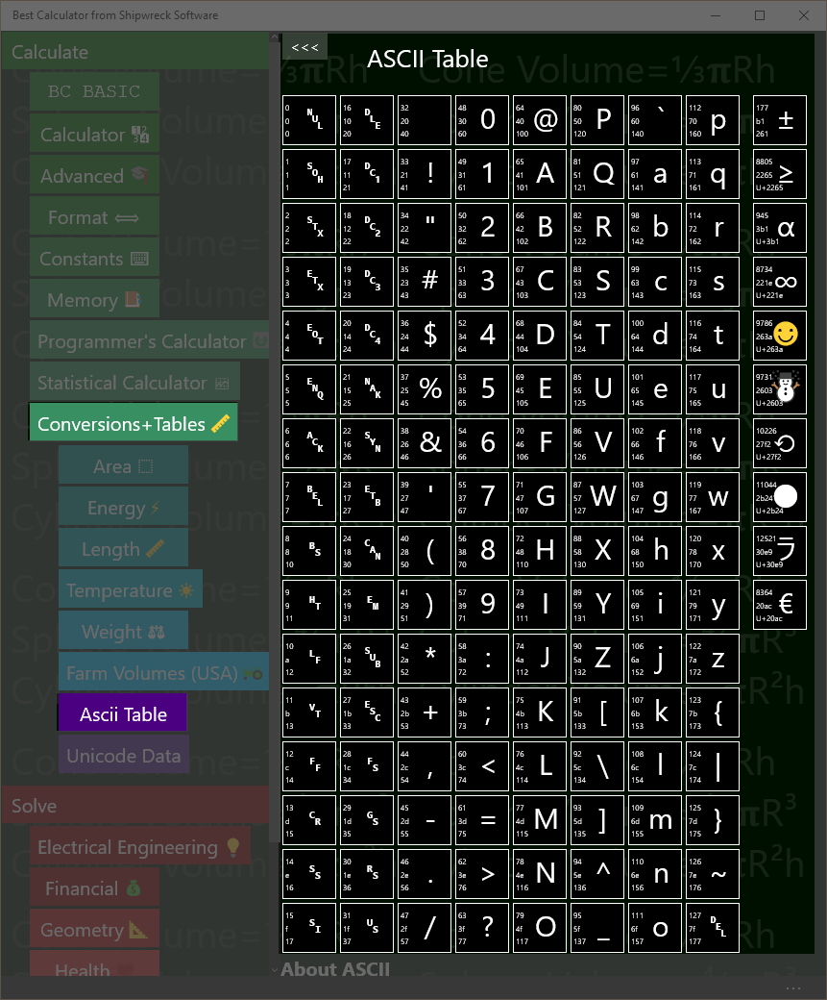 Best Calculator from Shipwreck Software
Calculate
BC BASIC
Calculator
Advanced
Format
Constants
Memory
Programmer's Calculator
Statistical Calculator
Conversions+Tables
Area
Energy
Length
Temperature
Weight
Farm Volumes (USA)
Ascii Table
Unicode Data
Solve
Electrical Engineering
Financial
Geometry
Health
<<<
ASCII Table
0 0 0 NUL 16 10 20 DLE 32 20 40 48 30 60 0 64 40 100 @ 80 50 120 P 96 60 140 ` 112 70 160 p 177 b1 261 ±
1 1 1 SOH 17 11 21 DC1 33 21 41 ! 49 31 61 1 65 41 101 A 81 51 121 Q 97 61 141 a 113 71 161 q 8805 2265 U+2265 ≥
2 2 2 STX 18 12 22 DC2 34 22 42 " 50 32 62 2 66 42 102 B 82 52 122 R 98 62 142 b 114 72 162 r 945 3b1 U+3b1 α
3 3 3 ETX 19 13 23 DC3 35 23 43 # 51 33 63 3 67 43 103 C 83 53 123 S 99 63 143 c 115 73 163 s 8734 221e U+221e ∞
4 4 4 EOT 20 14 24 DC4 36 24 44 $ 52 34 64 4 68 44 104 D 84 54 124 T 100 64 144 d 116 74 164 t 9786 263a U+263a ☺
5 5 5 ENQ 21 15 25 NAK 37 25 45 % 53 35 65 5 69 45 105 E 85 55 125 U 101 65 145 e 117 75 165 u 9731 2603 U+2603 ☃
6 6 6 ACK 22 16 26 SYN 38 26 46 & 54 36 66 6 70 46 106 F 86 56 126 V 102 66 146 f 118 76 166 v 10226 27f2 U+27f2 ⟲
7 7 7 BEL 23 17 27 ETB 39 27 47 ' 55 37 67 7 71 47 107 G 87 57 127 W 103 67 147 g 119 77 167 w 11044 2b24 U+2b24 ⬤
8 8 10 BS 24 18 30 CAN 40 28 50 ( 56 38 70 8 72 48 110 H 88 58 130 X 104 68 150 h 120 78 170 x 12521 30e9 U+30e9 ラ
9 9 11 HT 25 19 31 EM 41 29 51 ) 57 39 71 9 73 49 111 I 89 59 131 Y 105 69 151 i 121 79 171 y 8364 20ac U+20ac €
10 a 12 LF 26 1a 32 SUB 42 2a 52 * 58 3a 72 : 74 4a 112 J 90 5a 132 Z 106 6a 152 j 122 7a 172 z
11 b 13 VT 27 1b 33 ESC 43 2b 53 + 59 3b 73 ; 75 4b 113 K 91 5b 133 [ 107 6b 153 k 123 7b 173 {
12 c 14 FF 28 1c 34 FS 44 2c 54 , 60 3c 74 < 76 4c 114 L 92 5c 134 \ 108 6c 154 l 124 7c 174 |
13 d 15 CR 29 1d 35 GS 45 2d 55 - 61 3d 75 = 77 4d 115 M 93 5d 135 ] 109 6d 155 m 125 7d 175 }
14 e 16 SS 30 1e 36 RS 46 2e 56 . 62 3e 76 > 78 4e 116 N 94 5e 136 ^ 110 6e 156 n 126 7e 176 ~
15 f 17 SI 31 1f 37 US 47 2f 57 / 63 3f 77 ? 79 4f 117 O 95 5f 137 _ 111 6f 157 o 127 7f 177 DEL
About ASCII